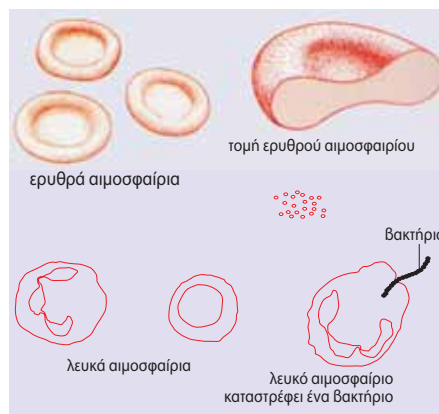 τομή ερυθρού αιμοσφαιρίου
ερυθρά αιμοσφαίρια
βακτήριο
λευκά αιμοσφαίρια
λευκό αιμοσφαίριο
καταστρέφει ένα βακτήριο